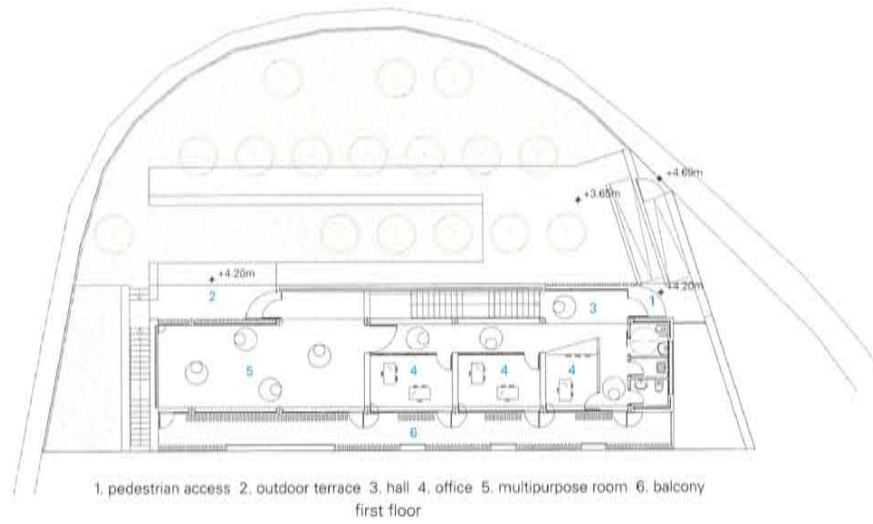 +4.69m
+3.65m
+4.20m
2
3
1
+4.20m
5
4
4
4
6
1. pedestrian access 2. outdoor terrace 3. hall 4. office 5. multipurpose room 6. balcony
first floor